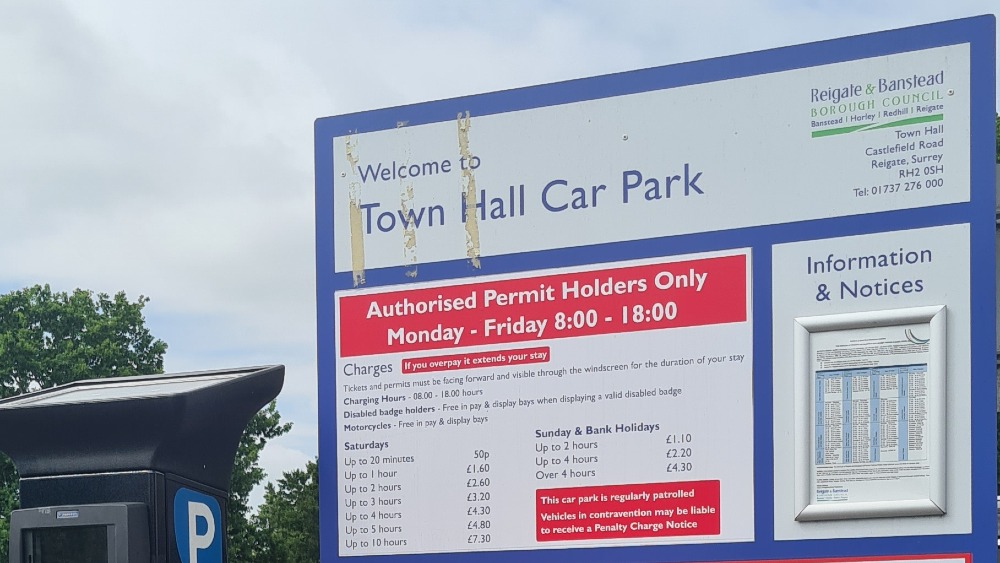 Reigate & Banstead
BOROUGH COUNCIL
Banstead | Horley | Redhill | Reigate
Town Hall
Castlefield Road
Reigate, Surrey
RH2 0SH
Tel: 01737 276 000
Welcome to
Town Hall Car Park
Authorised Permit Holders Only
Monday - Friday 8:00 - 18:00
Charges If you overpay it extends your stay
Tickets and permits must be facing forward and visible through the windscreen for the duration of your stay
Charging Hours - 08.00 - 18.00 hours
Disabled badge holders - Free in pay & display bays when displaying a valid disabled badge
Motorcycles - Free in pay & display bays
Saturdays
Up to 20 minutes 50p
Up to 1 hour £1.60
Up to 2 hours £2.60
Up to 3 hours £3.20
Up to 4 hours £4.30
Up to 5 hours £4.80
Up to 10 hours £7.30
Sunday & Bank Holidays
Up to 2 hours £1.10
Up to 4 hours £2.20
Over 4 hours £4.30
This car park is regularly patrolled
Vehicles in contravention may be liable
to receive a Penalty Charge Notice
Information
& Notices
Reigate & Banstead
P